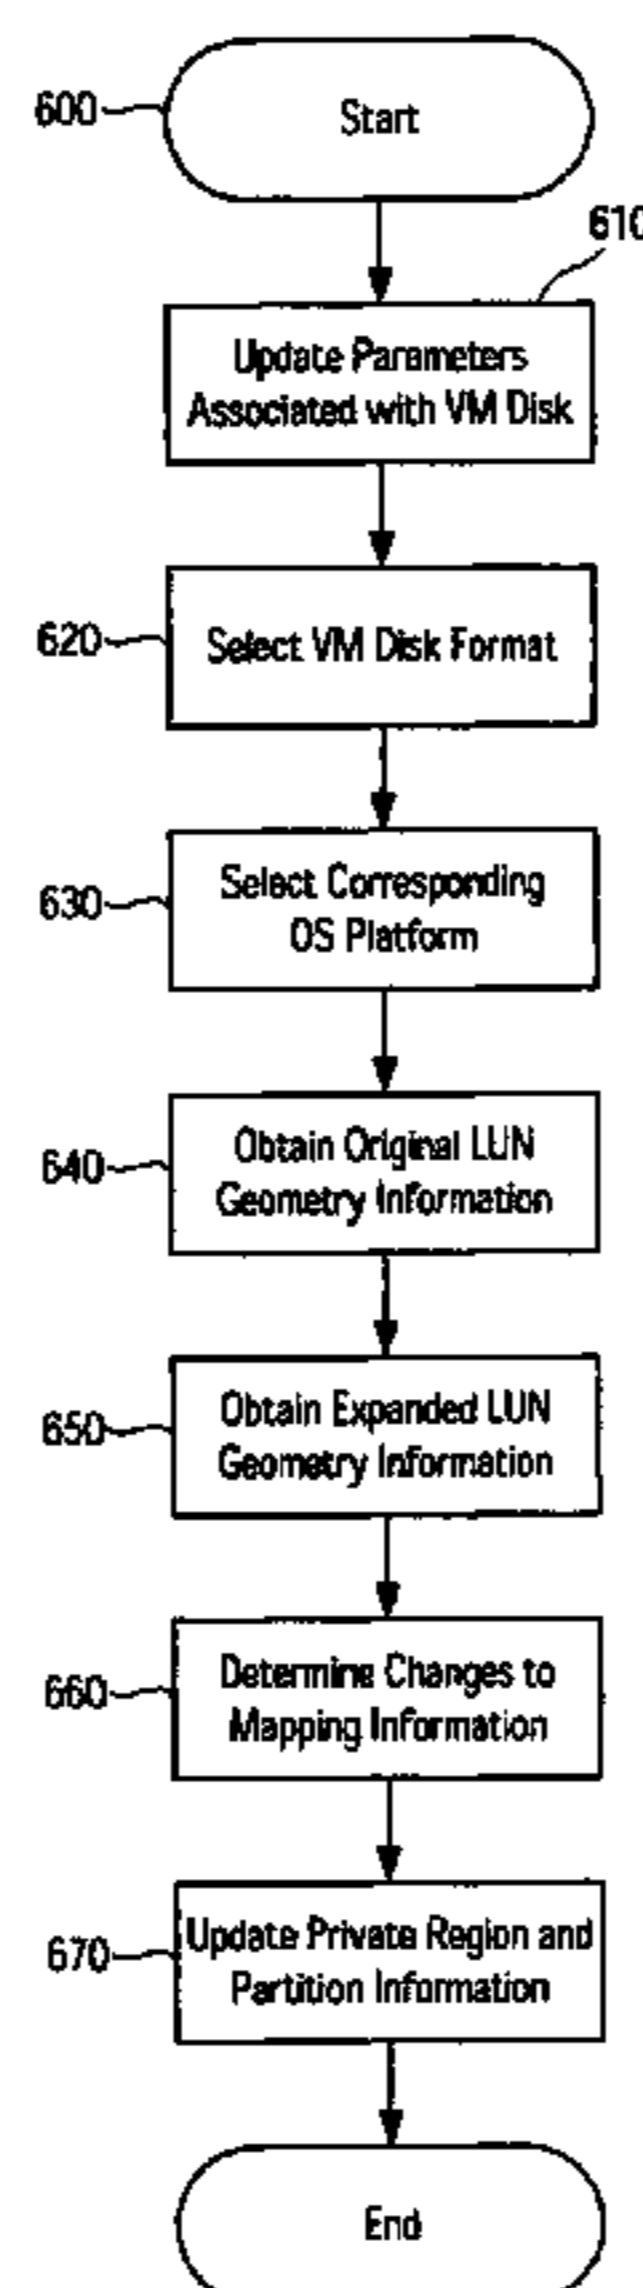 600
Start
610
Update Parameters
Associated with VM Disk
620
Select VM Disk Format
630
Select Corresponding
OS Platform
640
Obtain Original LUN
Geometry Information
650
Obtain Expanded LUN
Geometry Information
660
Determine Changes to
Mapping Information
670
Update Private Region and
Partition Information
End